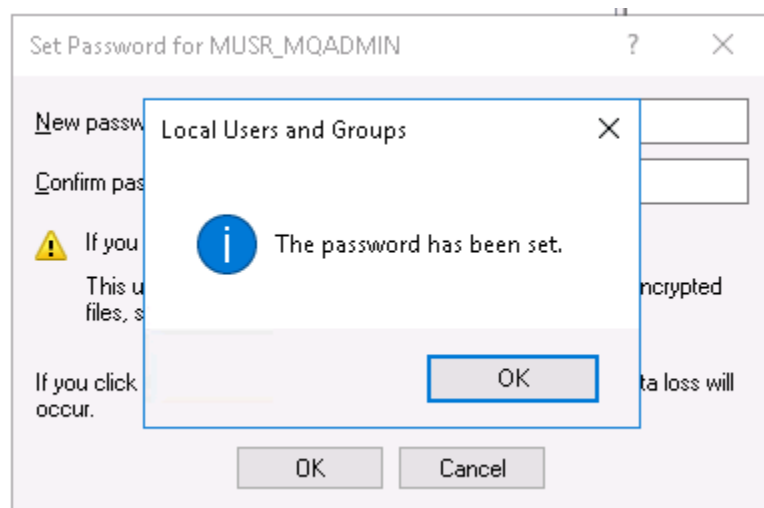 Set Password for MUSR_MQADMIN
New passw
Local Users and Groups
Confirm pas
If you
The password has been set.
This u
ncrypted
files, s
OK
If you click
ta loss will
occur.
OK
Cancel